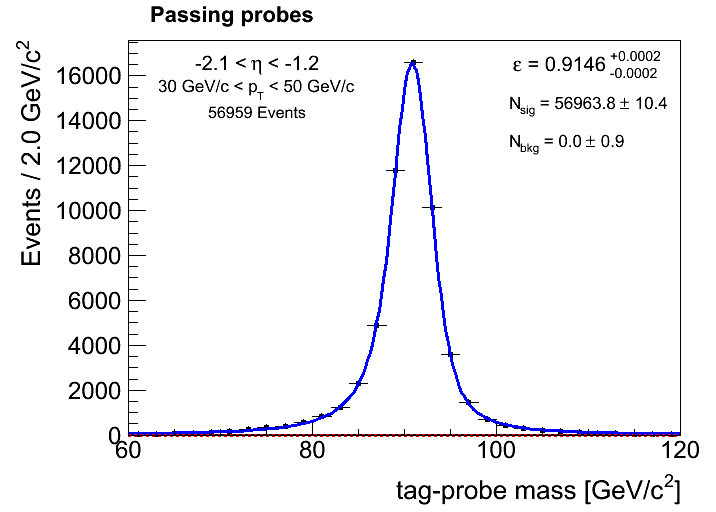 Passing probes
-2.1 < η < -1.2
30 GeV/c < p_T < 50 GeV/c
56959 Events
ε = 0.9146 +0.0002 -0.0002
N_sig = 56963.8 ± 10.4
N_bkg = 0.0 ± 0.9
Events / 2.0 GeV/c²
16000
14000
12000
10000
8000
6000
4000
2000
0
60 80 100 120
tag-probe mass [GeV/c²]